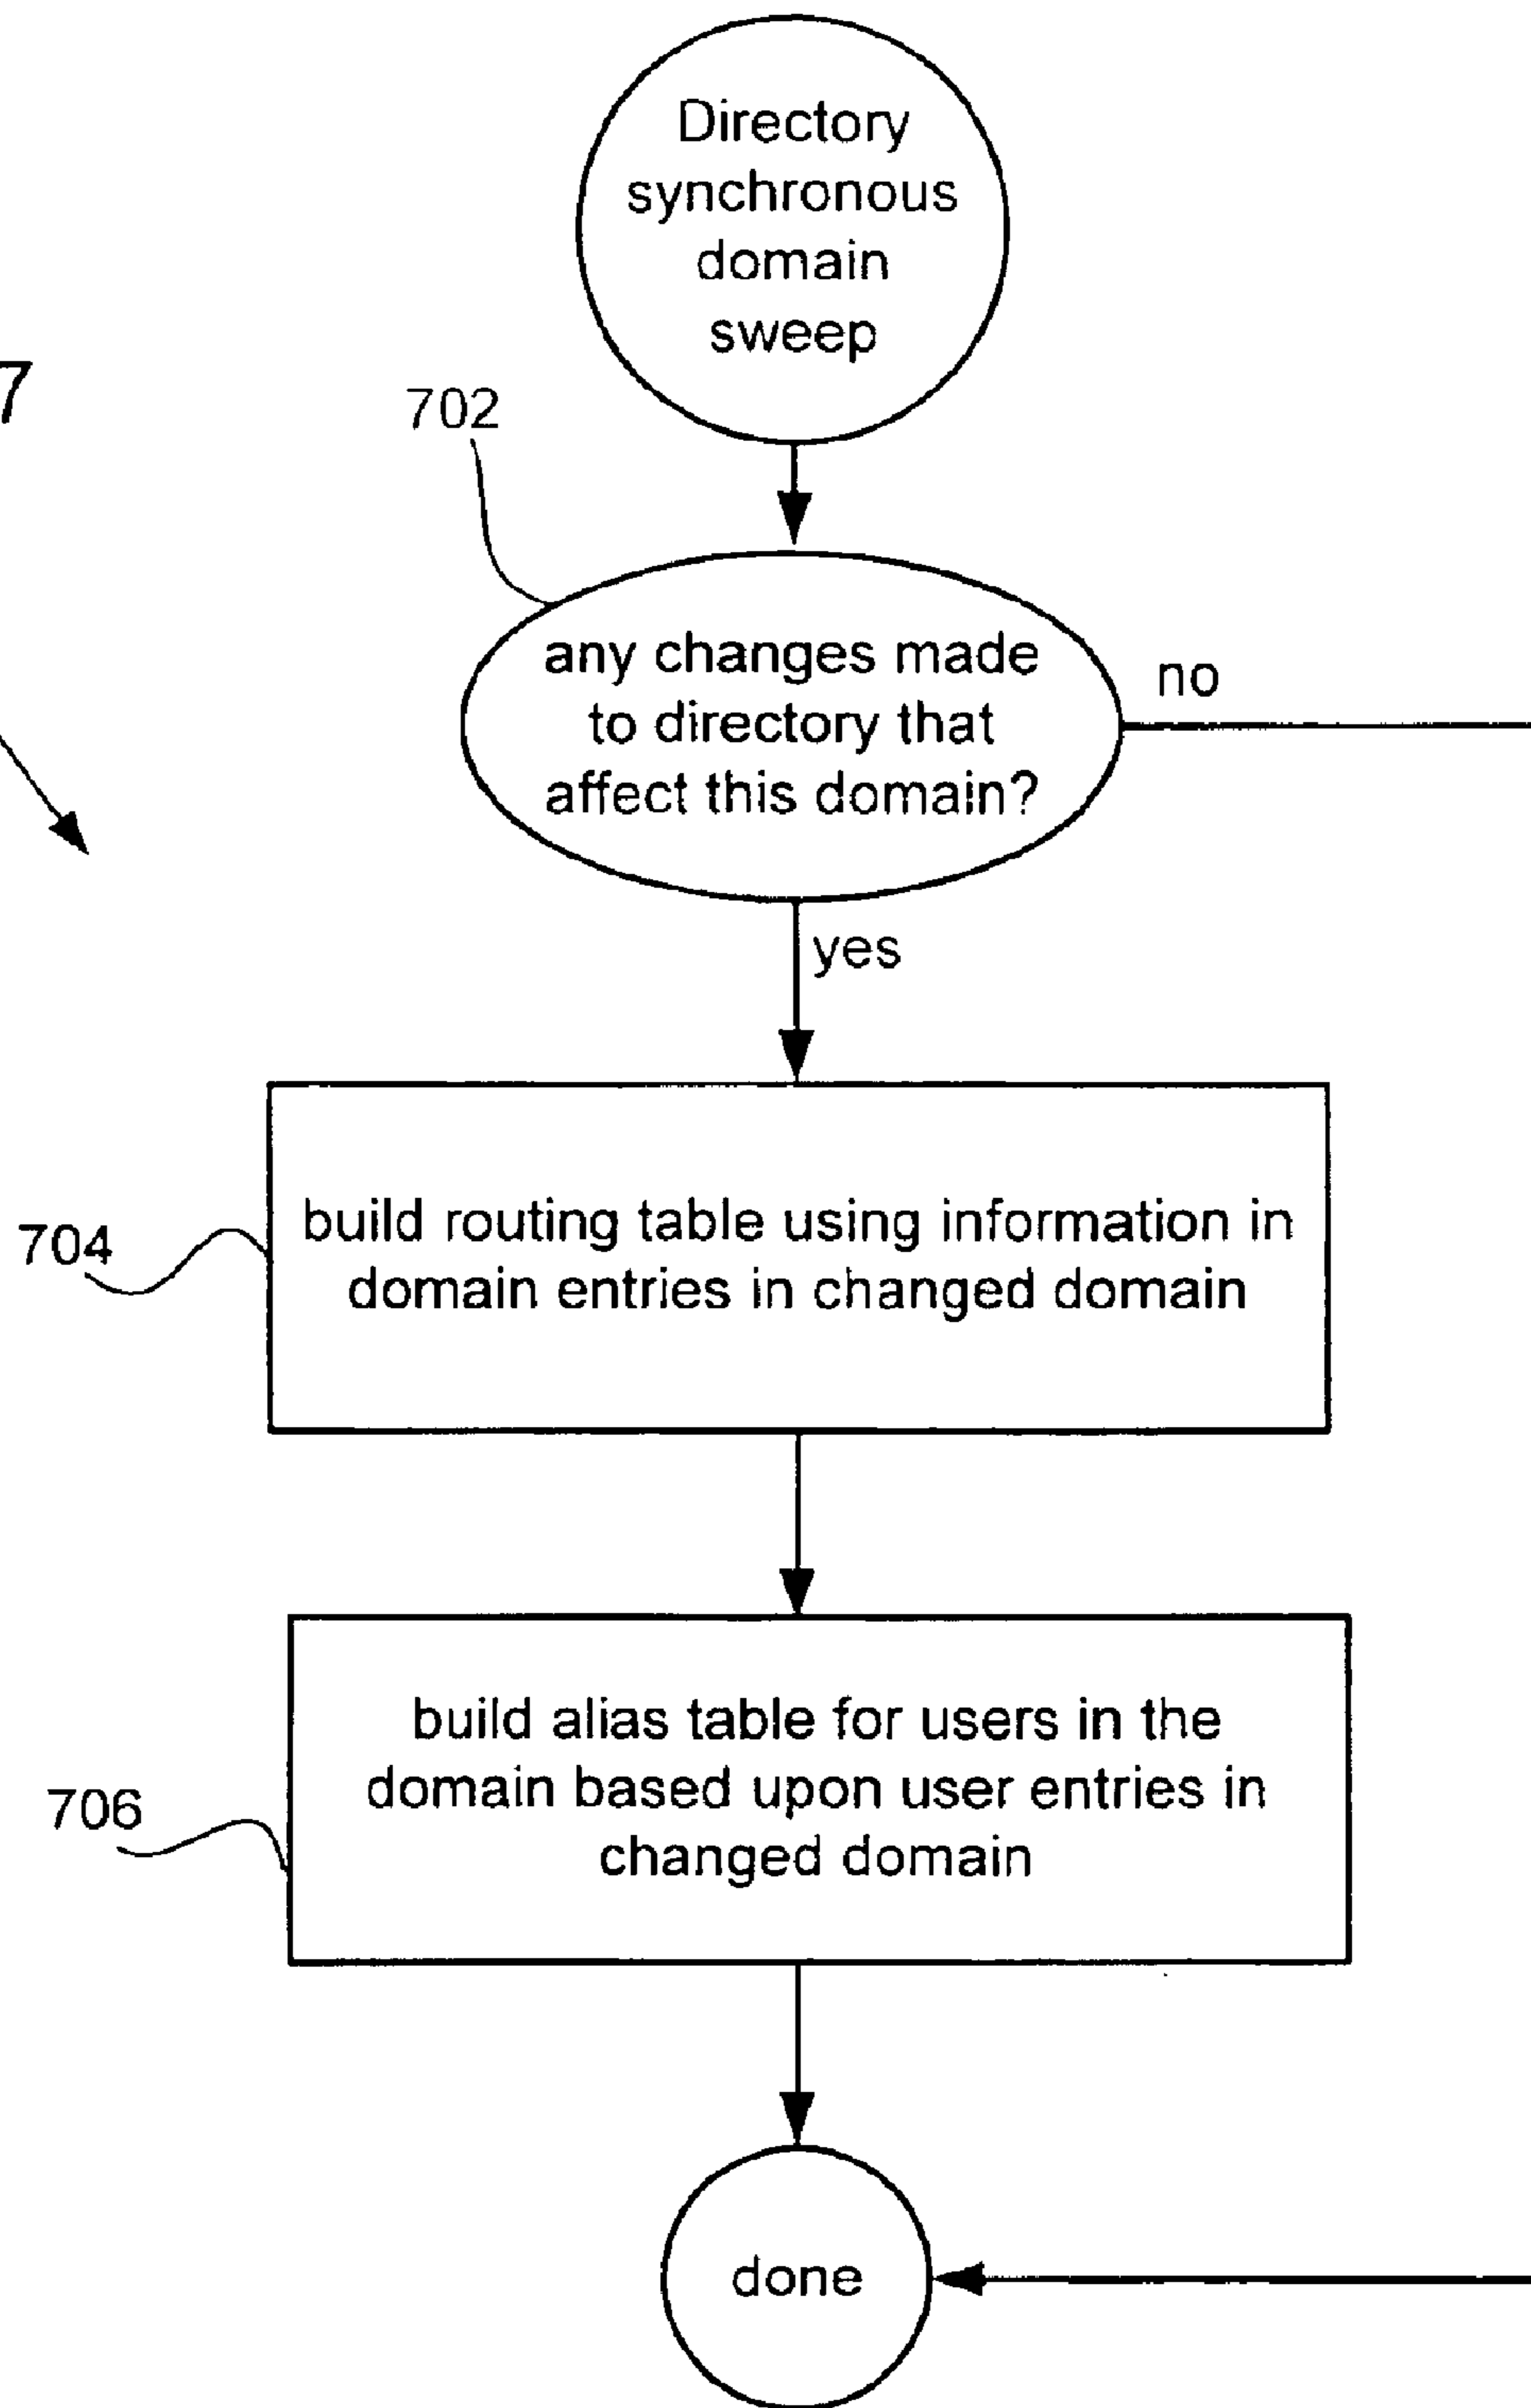 Directory
synchronous
domain
sweep
7
702
any changes made
to directory that
affect this domain?
no
yes
704
build routing table using information in
domain entries in changed domain
706
build alias table for users in the
domain based upon user entries in
changed domain
done